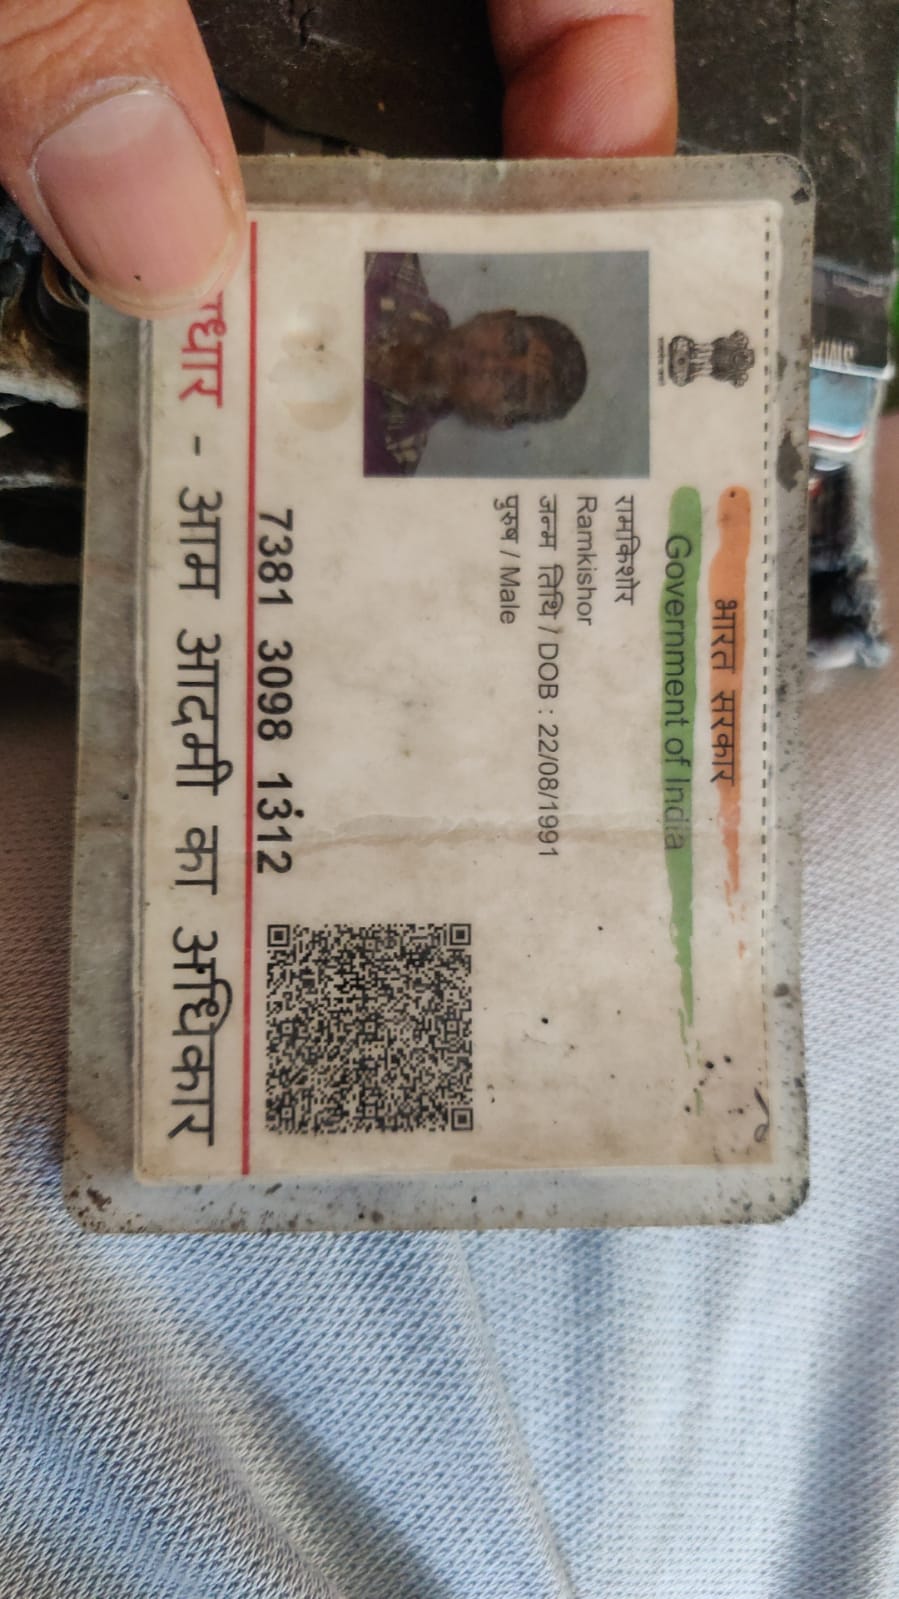 भारत सरकार
Government of India
रामकिशोर
Ramkishor
जन्म तिथि / DOB : 22/08/1991
पुरुष / Male
7381 3098 1312
आधार - आम आदमी का अधिकार